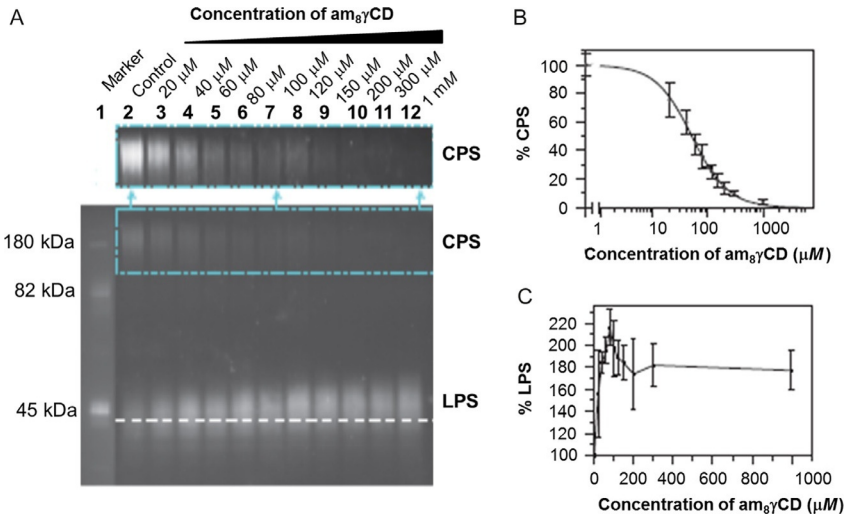 A
Concentration of am₈γCD
Marker
Control
20 μM
40 μM
60 μM
80 μM
100 μM
120 μM
150 μM
200 μM
300 μM
1 mM
1 2 3 4 5 6 7 8 9 10 11 12
CPS
CPS
180 kDa
82 kDa
45 kDa
LPS
B
% CPS
100
80
60
40
20
0
1 10 100 1000
Concentration of am₈γCD (μM)
C
% LPS
220
200
180
160
140
120
100
0 200 400 600 800 1000
Concentration of am₈γCD (μM)